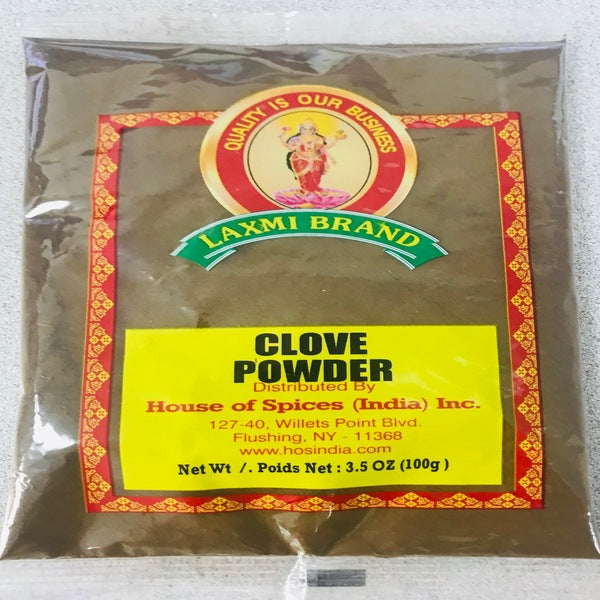 QUALITY IS OUR BUSINESS
LAXMI BRAND
CLOVE
POWDER
Distributed By
House of Spices (India) Inc.
127-40, Willets Point Blvd.
Flushing, NY - 11368
www.hosindia.com
Net Wt /. Poids Net : 3.5 OZ (100g)